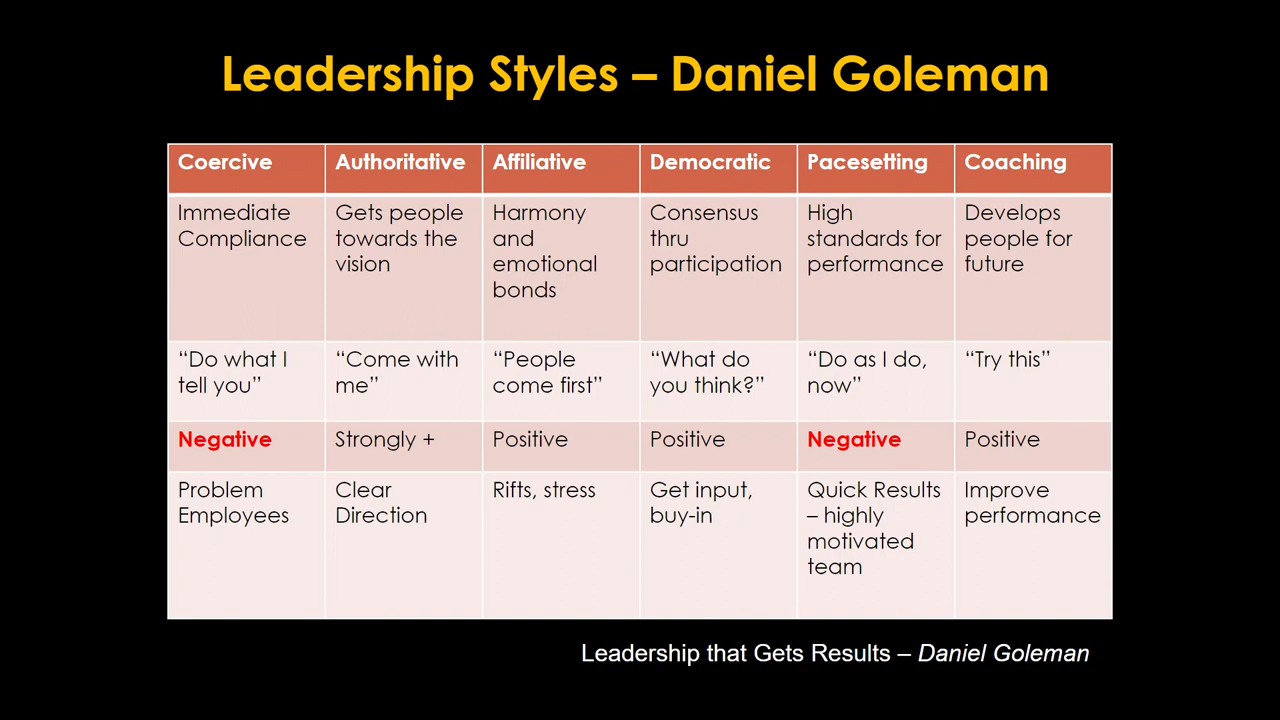 Leadership Styles – Daniel Goleman
Coercive
Authoritative
Affiliative
Democratic
Pacesetting
Coaching
Immediate
Compliance
Gets people
towards the
vision
Harmony
and
emotional
bonds
Consensus
thru
participation
High
standards for
performance
Develops
people for
future
“Do what I
tell you”
“Come with
me”
“People
come first”
“What do
you think?”
“Do as I do,
now”
“Try this”
Negative
Strongly +
Positive
Positive
Negative
Positive
Problem
Employees
Clear
Direction
Rifts, stress
Get input,
buy-in
Quick Results
– highly
motivated
team
Improve
performance
Leadership that Gets Results – Daniel Goleman